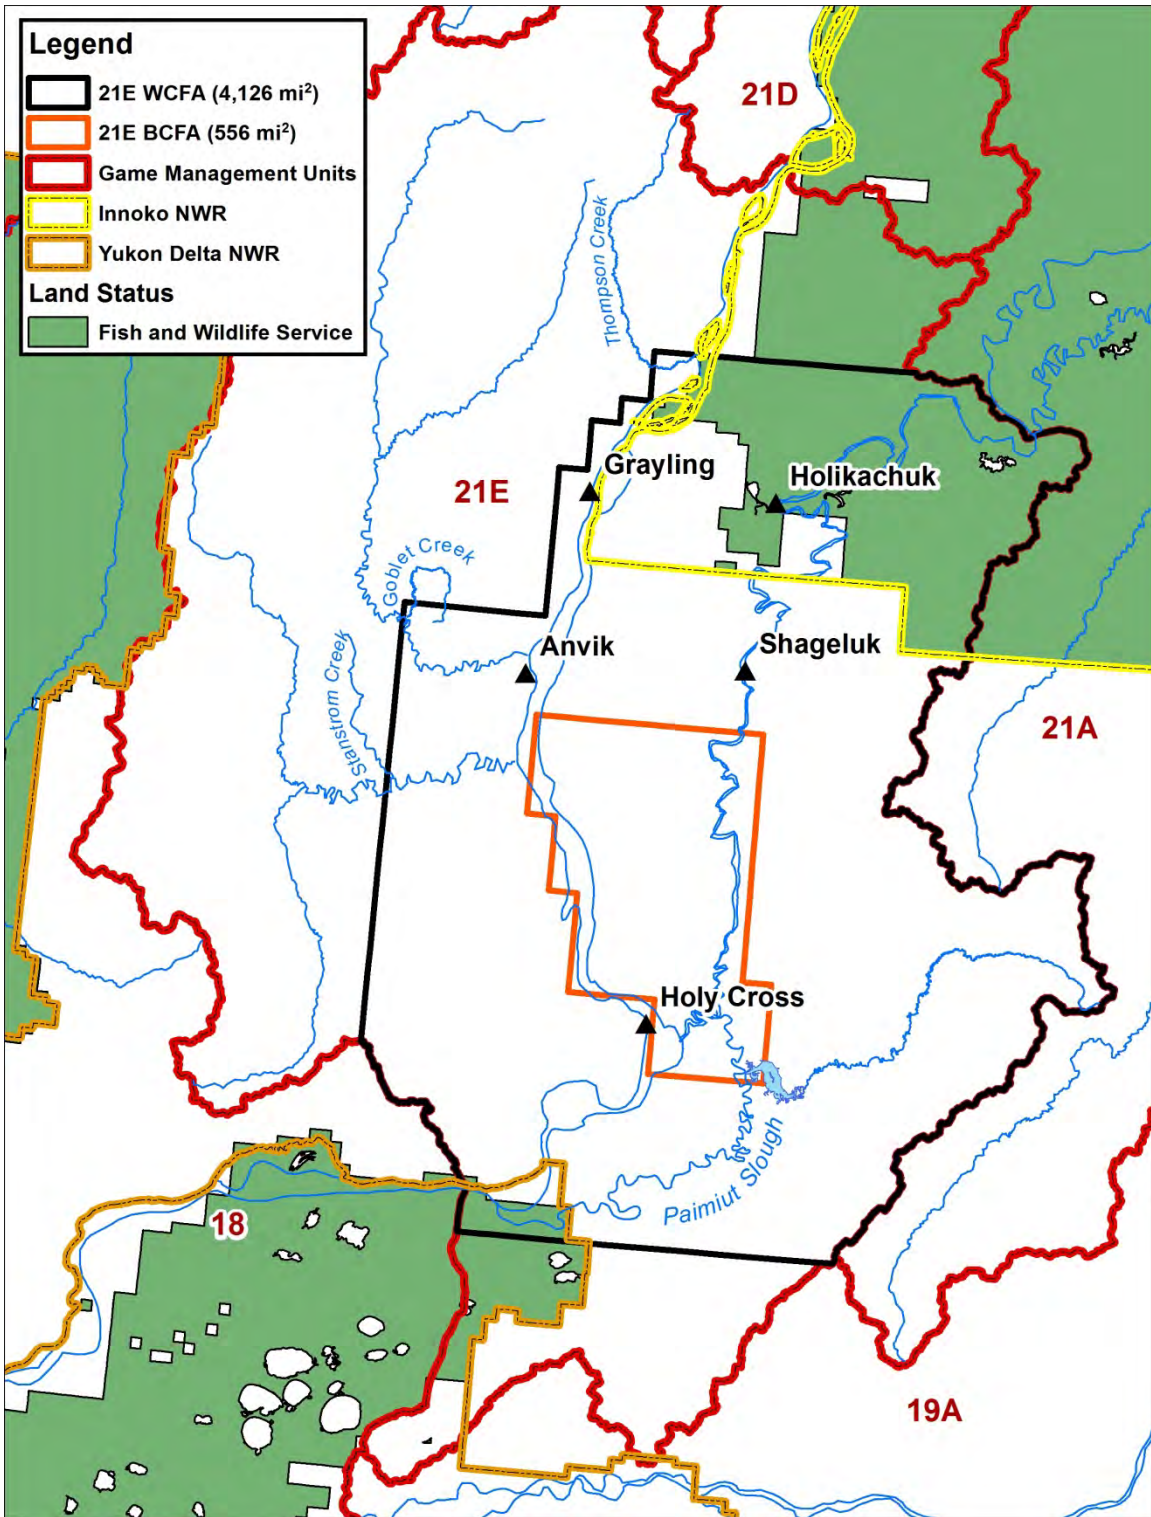 Legend
21E WCFA (4,126 mi²)
21E BCFA (556 mi²)
Game Management Units
Innoko NWR
Yukon Delta NWR
Land Status
Fish and Wildlife Service
21D
Thompson Creek
Grayling
Holikachuk
21E
Goblet Creek
Anvik
Shageluk
Stanstrom Creek
21A
Holy Cross
Paimiut Slough
18
19A